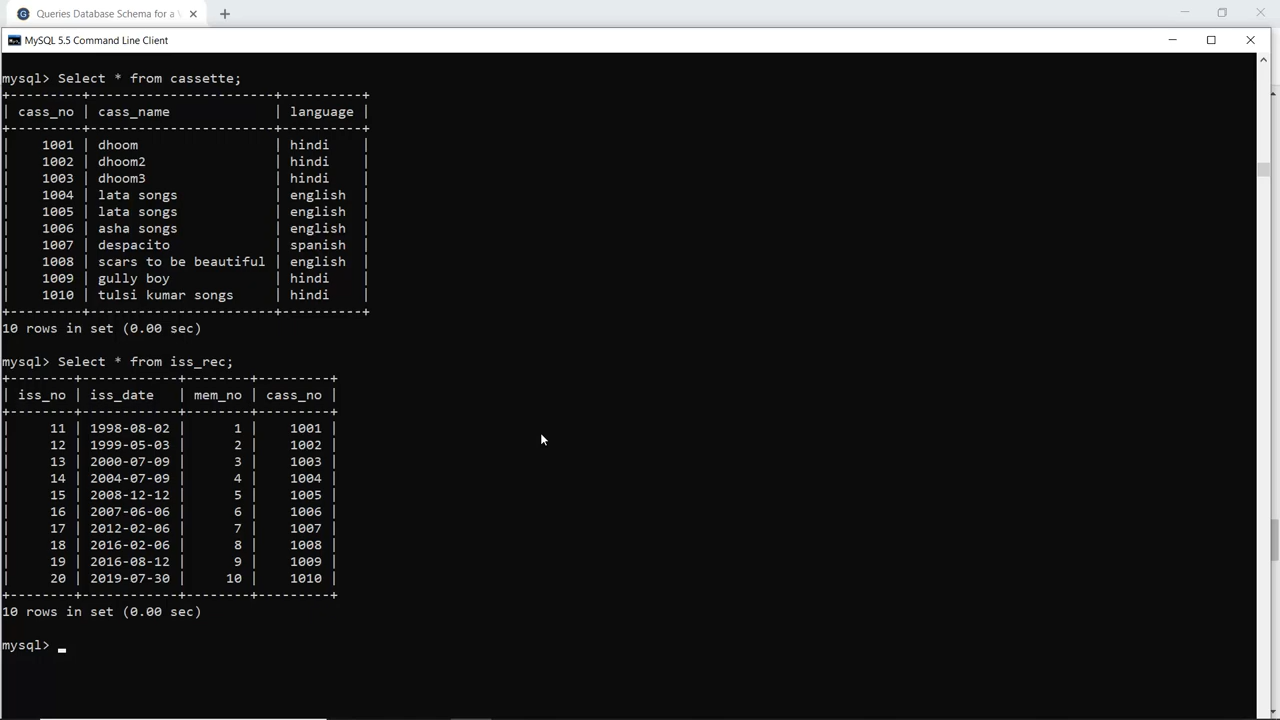 Queries Database Schema for a
MySQL 5.5 Command Line Client
mysql> Select * from cassette;
+---------+-----------------------+----------+
| cass_no | cass_name             | language |
+---------+-----------------------+----------+
|    1001 | dhoom                 | hindi    |
|    1002 | dhoom2                | hindi    |
|    1003 | dhoom3                | hindi    |
|    1004 | lata songs            | english  |
|    1005 | lata songs            | english  |
|    1006 | asha songs            | english  |
|    1007 | despacito             | spanish  |
|    1008 | scars to be beautiful | english  |
|    1009 | gully boy             | hindi    |
|    1010 | tulsi kumar songs     | hindi    |
+---------+-----------------------+----------+
10 rows in set (0.00 sec)
mysql> Select * from iss_rec;
+--------+------------+--------+---------+
| iss_no | iss_date   | mem_no | cass_no |
+--------+------------+--------+---------+
|     11 | 1998-08-02 |      1 |    1001 |
|     12 | 1999-05-03 |      2 |    1002 |
|     13 | 2000-07-09 |      3 |    1003 |
|     14 | 2004-07-09 |      4 |    1004 |
|     15 | 2008-12-12 |      5 |    1005 |
|     16 | 2007-06-06 |      6 |    1006 |
|     17 | 2012-02-06 |      7 |    1007 |
|     18 | 2016-02-06 |      8 |    1008 |
|     19 | 2016-08-12 |      9 |    1009 |
|     20 | 2019-07-30 |     10 |    1010 |
+--------+------------+--------+---------+
10 rows in set (0.00 sec)
mysql>